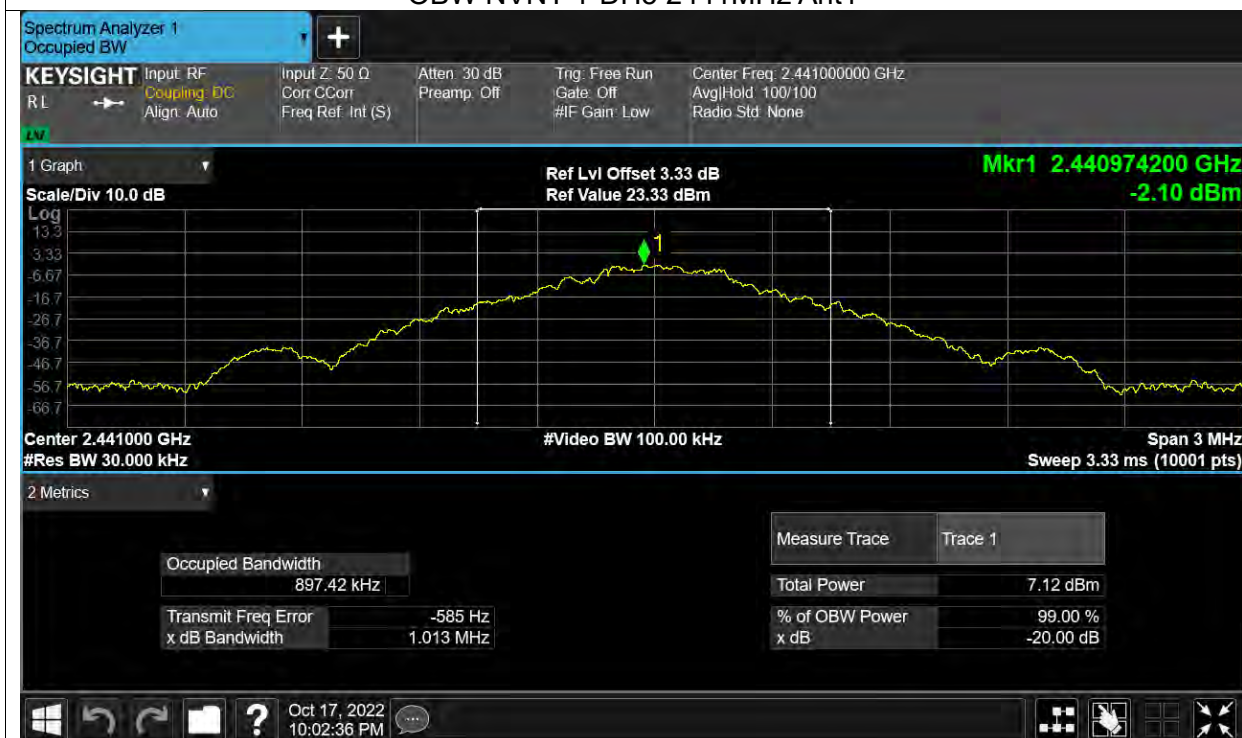 Spectrum Analyzer 1
Occupied BW
+
KEYSIGHT Input: RF Input Z: 50 Ω Atten: 30 dB Trig: Free Run Center Freq: 2.441000000 GHz
RL Coupling: DC Corr CCorr Preamp: Off Gate: Off Avg|Hold: 100/100
Align: Auto Freq Ref: Int (S) #IF Gain: Low Radio Std: None
1 Graph
Ref Lvl Offset 3.33 dB
Mkr1 2.440974200 GHz
Scale/Div 10.0 dB Ref Value 23.33 dBm -2.10 dBm
Log
13.3
3.33
-6.67
-16.7
-26.7
-36.7
-46.7
-56.7
-66.7
1
Center 2.441000 GHz #Video BW 100.00 kHz Span 3 MHz
#Res BW 30.000 kHz Sweep 3.33 ms (10001 pts)
2 Metrics
Measure Trace Trace 1
Occupied Bandwidth
897.42 kHz
Total Power 7.12 dBm
Transmit Freq Error -585 Hz % of OBW Power 99.00 %
x dB Bandwidth 1.013 MHz x dB -20.00 dB
? Oct 17, 2022
10:02:36 PM